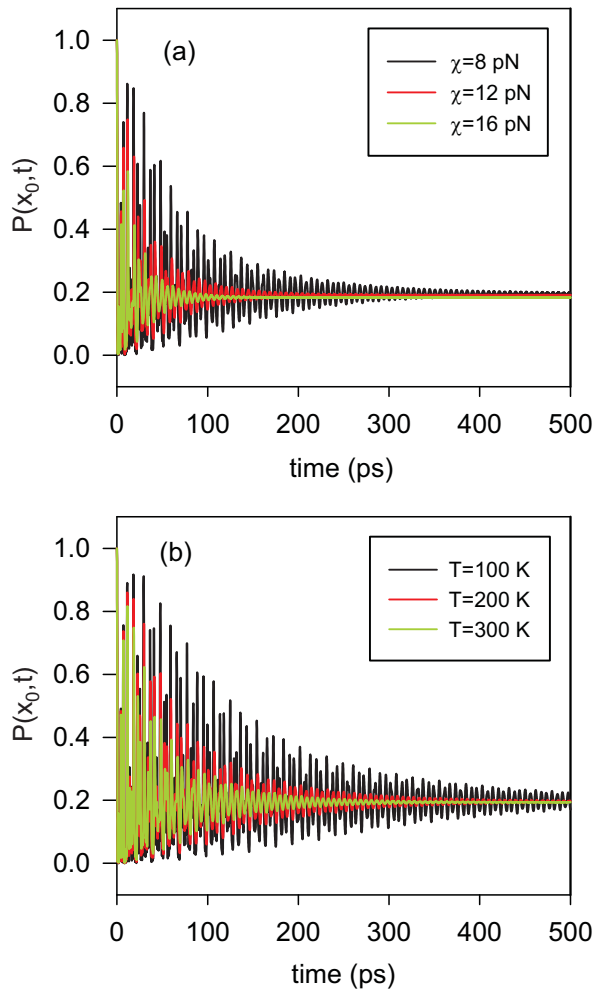 (a)
χ=8 pN
χ=12 pN
χ=16 pN
P(x₀,t)
1.0
0.8
0.6
0.4
0.2
0.0
0 100 200 300 400 500
time (ps)
(b)
T=100 K
T=200 K
T=300 K
P(x₀,t)
1.0
0.8
0.6
0.4
0.2
0.0
0 100 200 300 400 500
time (ps)